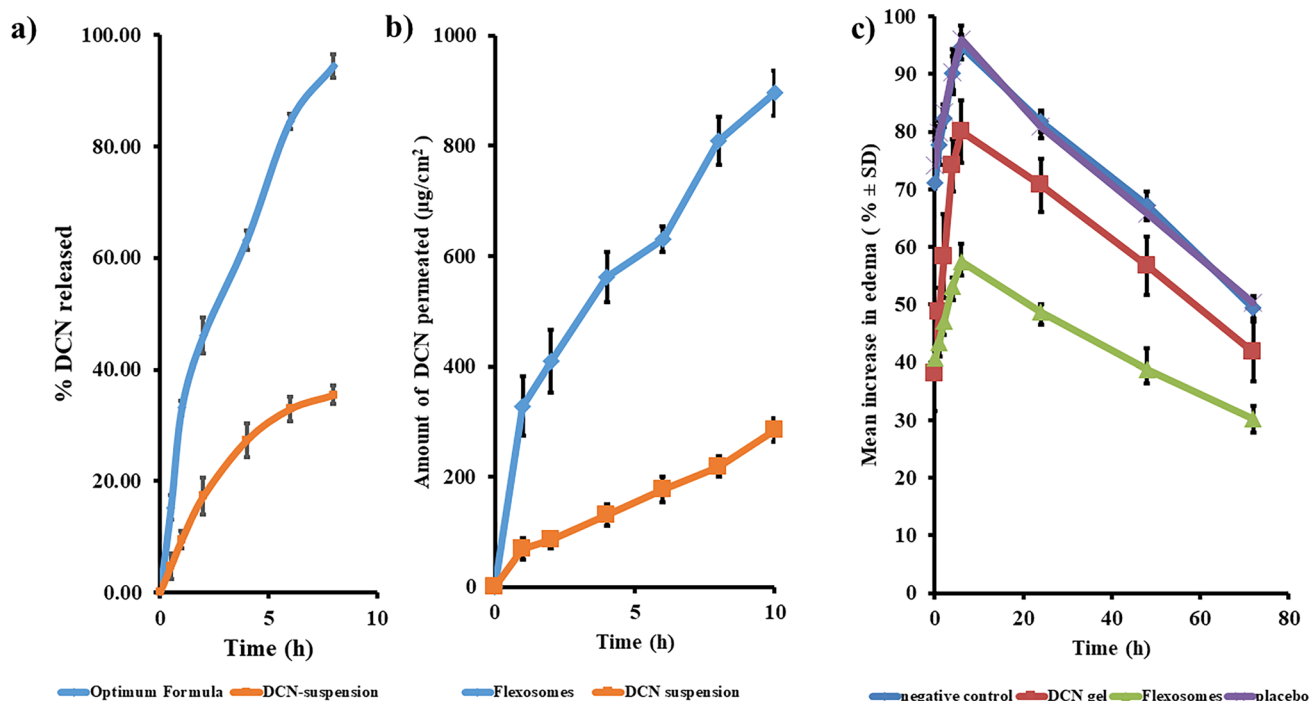 a)
100.00
80.00
60.00
40.00
20.00
0.00
% DCN released
0
5
10
Time (h)
Optimum Formula
DCN-suspension
b)
1000
800
600
400
200
0
Amount of DCN permeated (µg/cm²)
0
5
10
Time (h)
Flexosomes
DCN suspension
c)
100
90
80
70
60
50
40
30
20
10
0
Mean increase in edema ( % ± SD)
0
20
40
60
80
Time (h)
negative control
DCN gel
Flexosomes
placebo